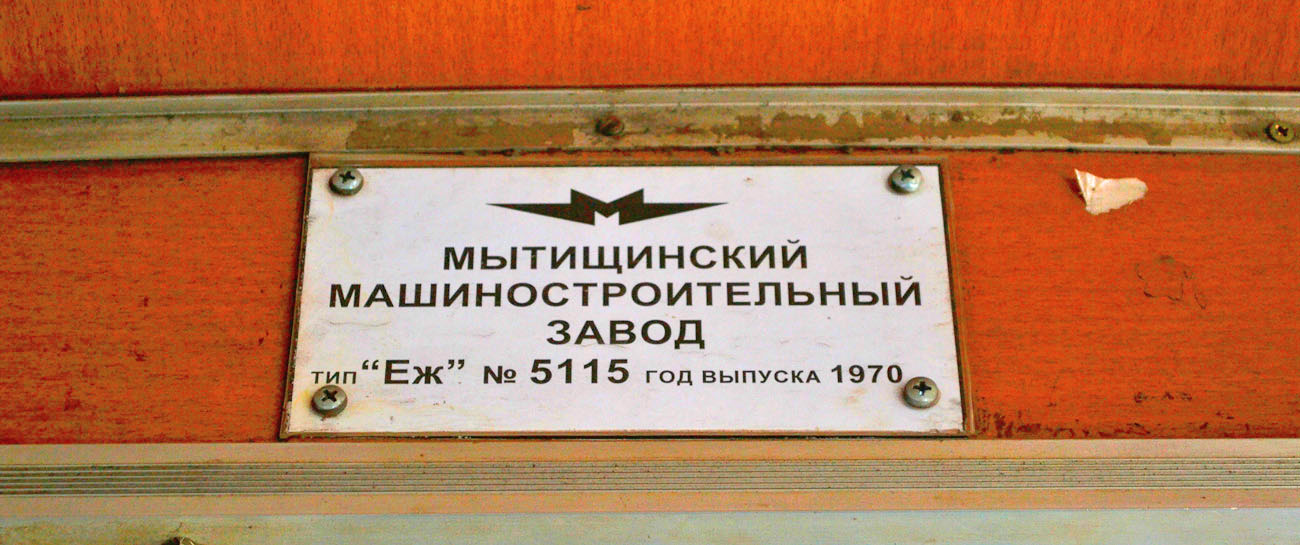 МЫТИЩИНСКИЙ
МАШИНОСТРОИТЕЛЬНЫЙ
ЗАВОД
ТИП “Еж” № 5115 ГОД ВЫПУСКА 1970